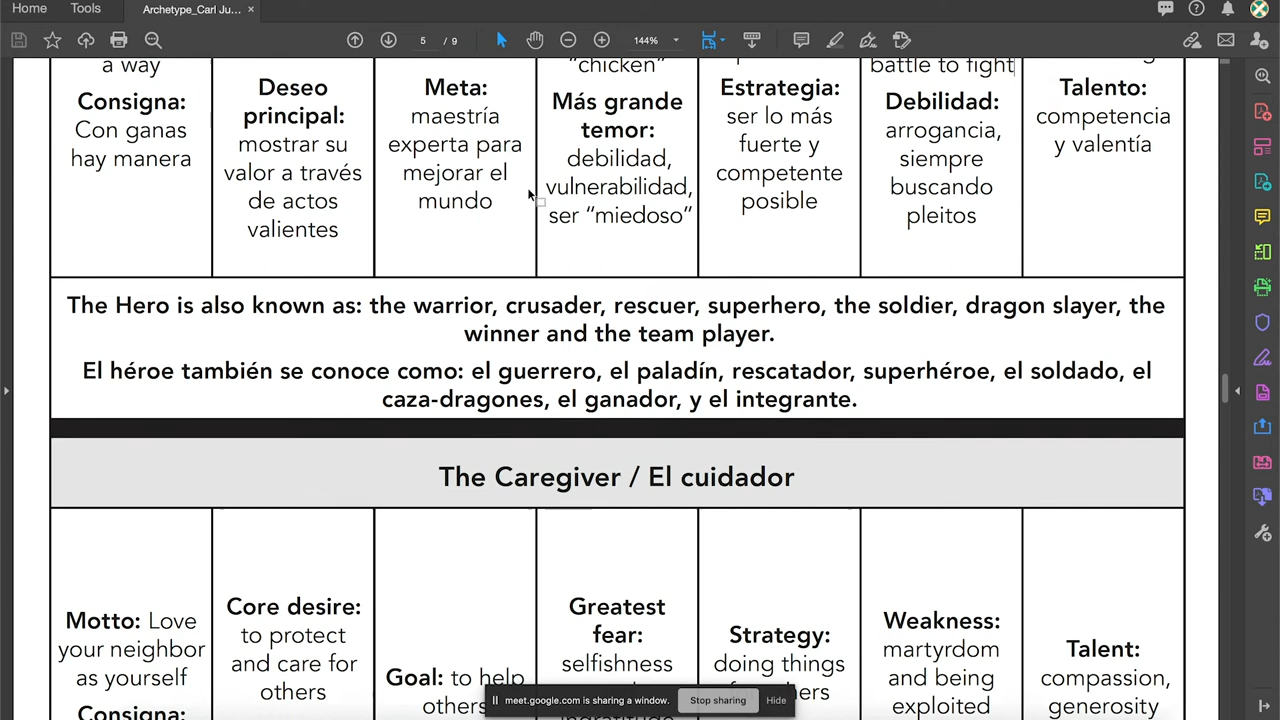 Home
Tools
Archetype_Carl Ju...
×
5 / 9
144%
a way
Consigna:
Con ganas
hay manera
Deseo
principal:
mostrar su
valor a través
de actos
valientes
Meta:
maestría
experta para
mejorar el
mundo
"chicken"
Más grande
temor:
debilidad,
vulnerabilidad,
ser "miedoso"
Estrategia:
ser lo más
fuerte y
competente
posible
battle to fight
Debilidad:
arrogancia,
siempre
buscando
pleitos
Talento:
competencia
y valentía
The Hero is also known as: the warrior, crusader, rescuer, superhero, the soldier, dragon slayer, the
winner and the team player.
El héroe también se conoce como: el guerrero, el paladín, rescatador, superhéroe, el soldado, el
caza-dragones, el ganador, y el integrante.
The Caregiver / El cuidador
Motto: Love
your neighbor
as yourself
Consigna:
Core desire:
to protect
and care for
others
Goal: to help
others
Greatest
fear:
selfishness
Strategy:
doing things
Weakness:
martyrdom
and being
exploited
Talent:
compassion,
generosity
meet.google.com is sharing a window.
Stop sharing
Hide